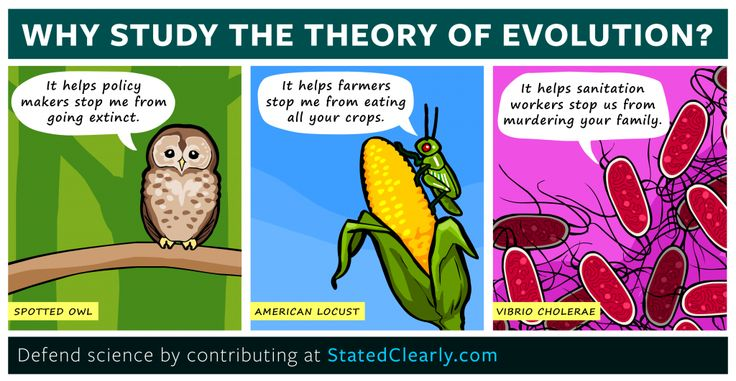 WHY STUDY THE THEORY OF EVOLUTION?
It helps policy
makers stop me from
going extinct.
SPOTTED OWL
It helps farmers
stop me from eating
all your crops.
AMERICAN LOCUST
It helps sanitation
workers stop us from
murdering your family.
VIBRIO CHOLERAE
Defend science by contributing at StatedClearly.com